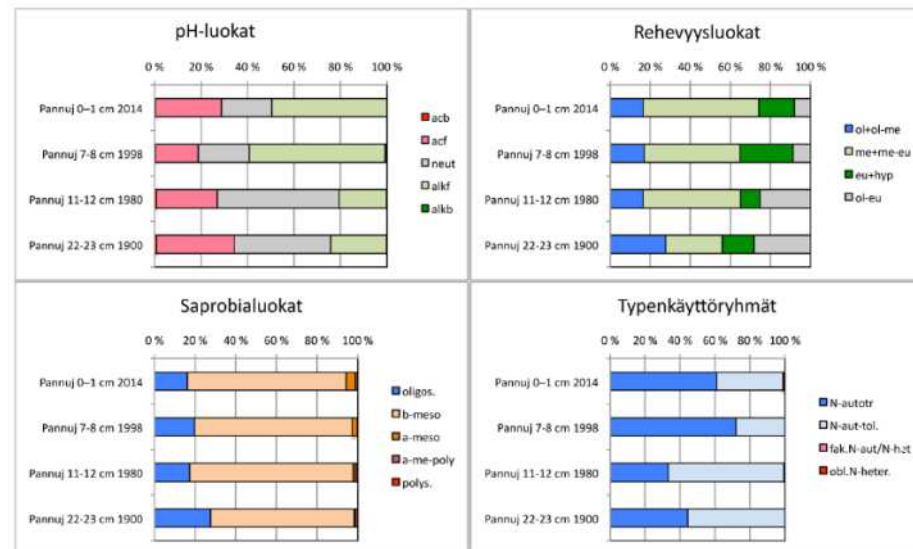 pH-luokat
0 % 20 % 40 % 60 % 80 % 100 %
Pannuj 0–1 cm 2014
Pannuj 7-8 cm 1998
Pannuj 11-12 cm 1980
Pannuj 22-23 cm 1900
acb
acf
neut
alkf
alkb
Rehevyysluokat
0 % 20 % 40 % 60 % 80 % 100 %
Pannuj 0–1 cm 2014
Pannuj 7-8 cm 1998
Pannuj 11-12 cm 1980
Pannuj 22-23 cm 1900
ol+ol-me
me+me-eu
eu+hyp
ol-eu
Saprobialuokat
0 % 20 % 40 % 60 % 80 % 100 %
Pannuj 0–1 cm 2014
Pannuj 7-8 cm 1998
Pannuj 11-12 cm 1980
Pannuj 22-23 cm 1900
oligos.
b-meso
a-meso
a-me-poly
polys.
Typenkäyttöryhmät
0 % 20 % 40 % 60 % 80 % 100 %
Pannuj 0–1 cm 2014
Pannuj 7-8 cm 1998
Pannuj 11-12 cm 1980
Pannuj 22-23 cm 1900
N-autotr
N-aut-tol.
fak.N-aut/N-het
obl.N-heter.